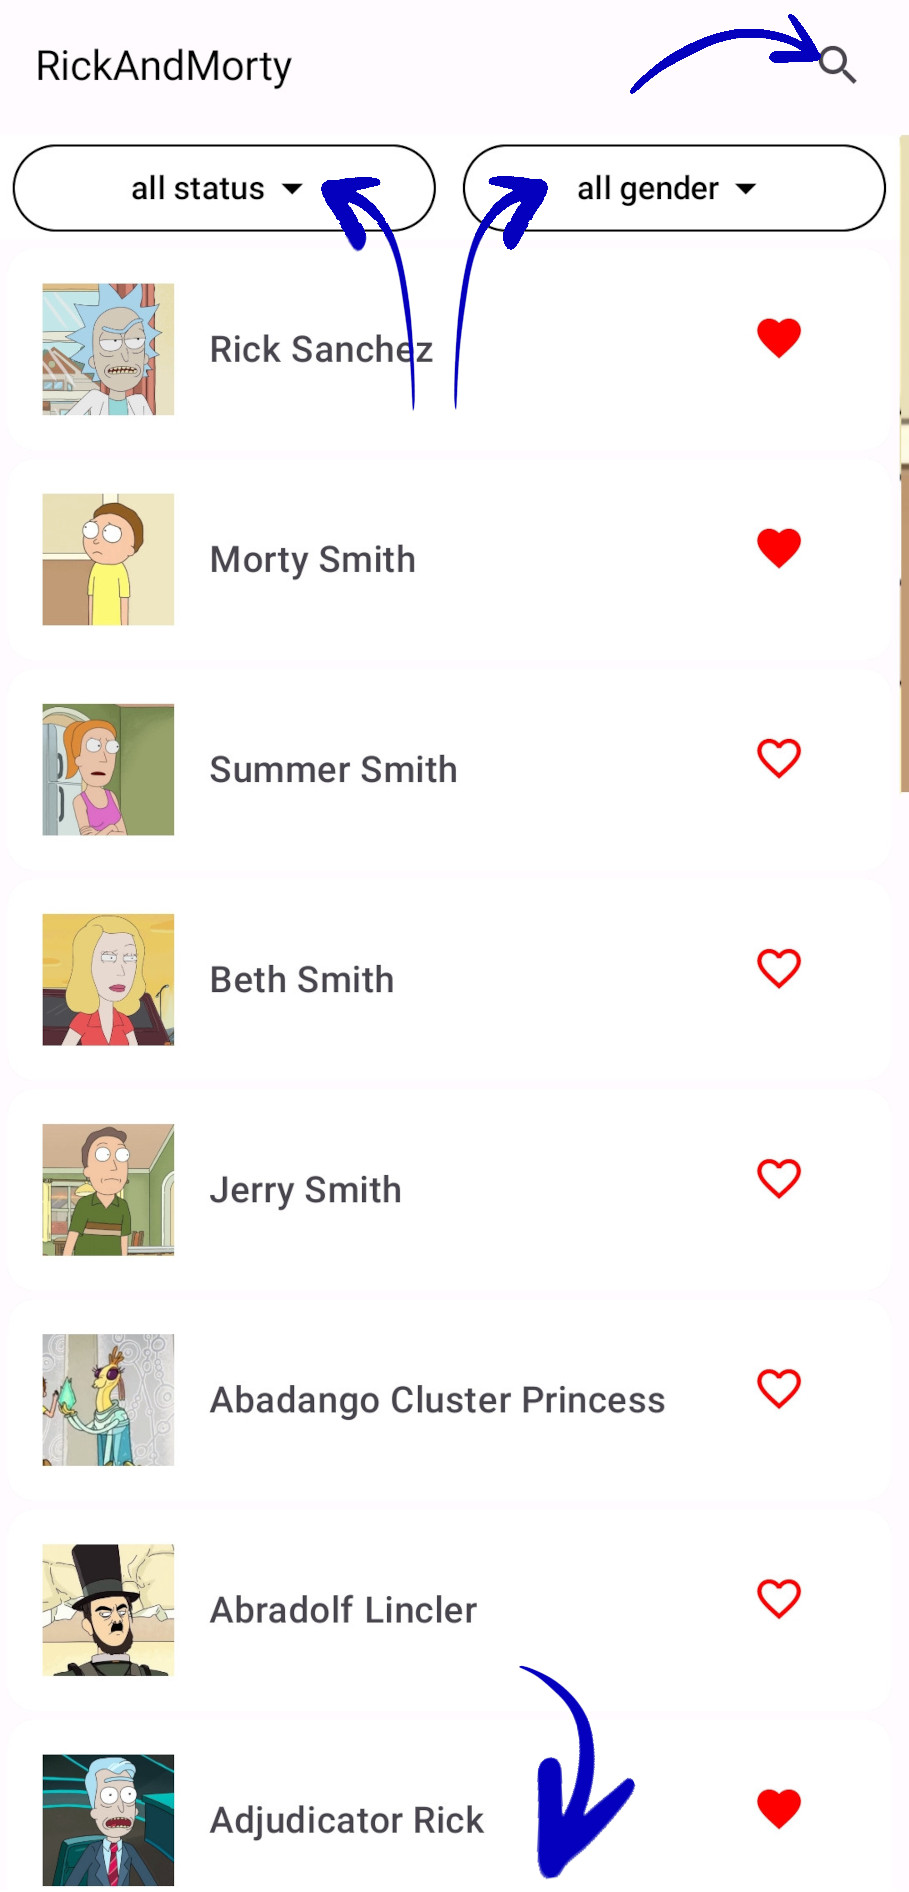 RickAndMorty
all status
all gender
Rick Sanchez
Morty Smith
Summer Smith
Beth Smith
Jerry Smith
Abadango Cluster Princess
Abradolf Lincler
Adjudicator Rick